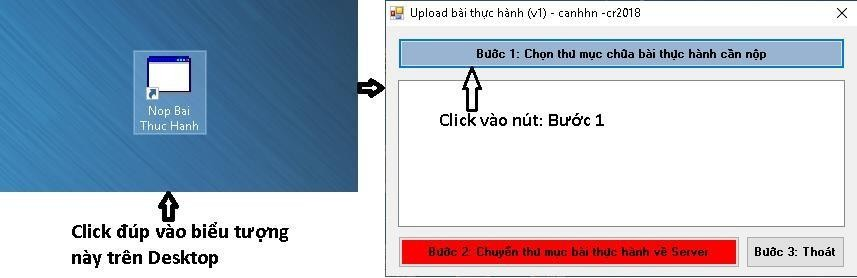 Nop Bai
Thuc Hanh
Click đúp vào biểu tượng
này trên Desktop
Upload bài thực hành (v1) - canhhn -cr2018
Bước 1: Chọn thư mục chứa bài thực hành cần nộp
Click vào nút: Bước 1
Bước 2: Chuyển thư mục bài thực hành về Server
Bước 3: Thoát